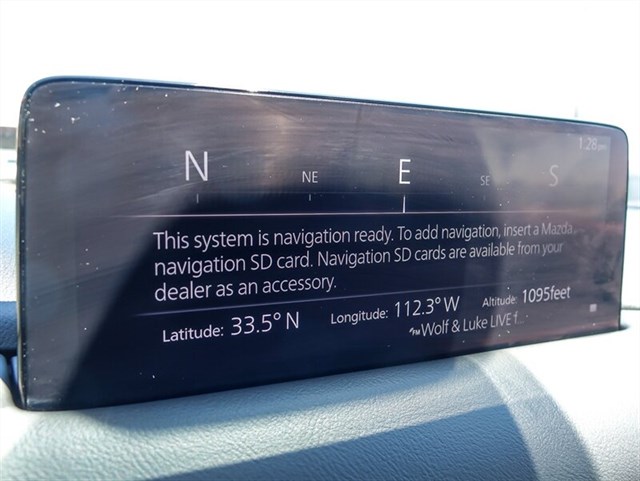 1:28 pm
N NE E SE S
This system is navigation ready. To add navigation, insert a Mazda
navigation SD card. Navigation SD cards are available from your
dealer as an accessory.
Latitude: 33.5° N Longitude: 112.3° W Altitude: 1095feet
FM Wolf & Luke LIVE f...